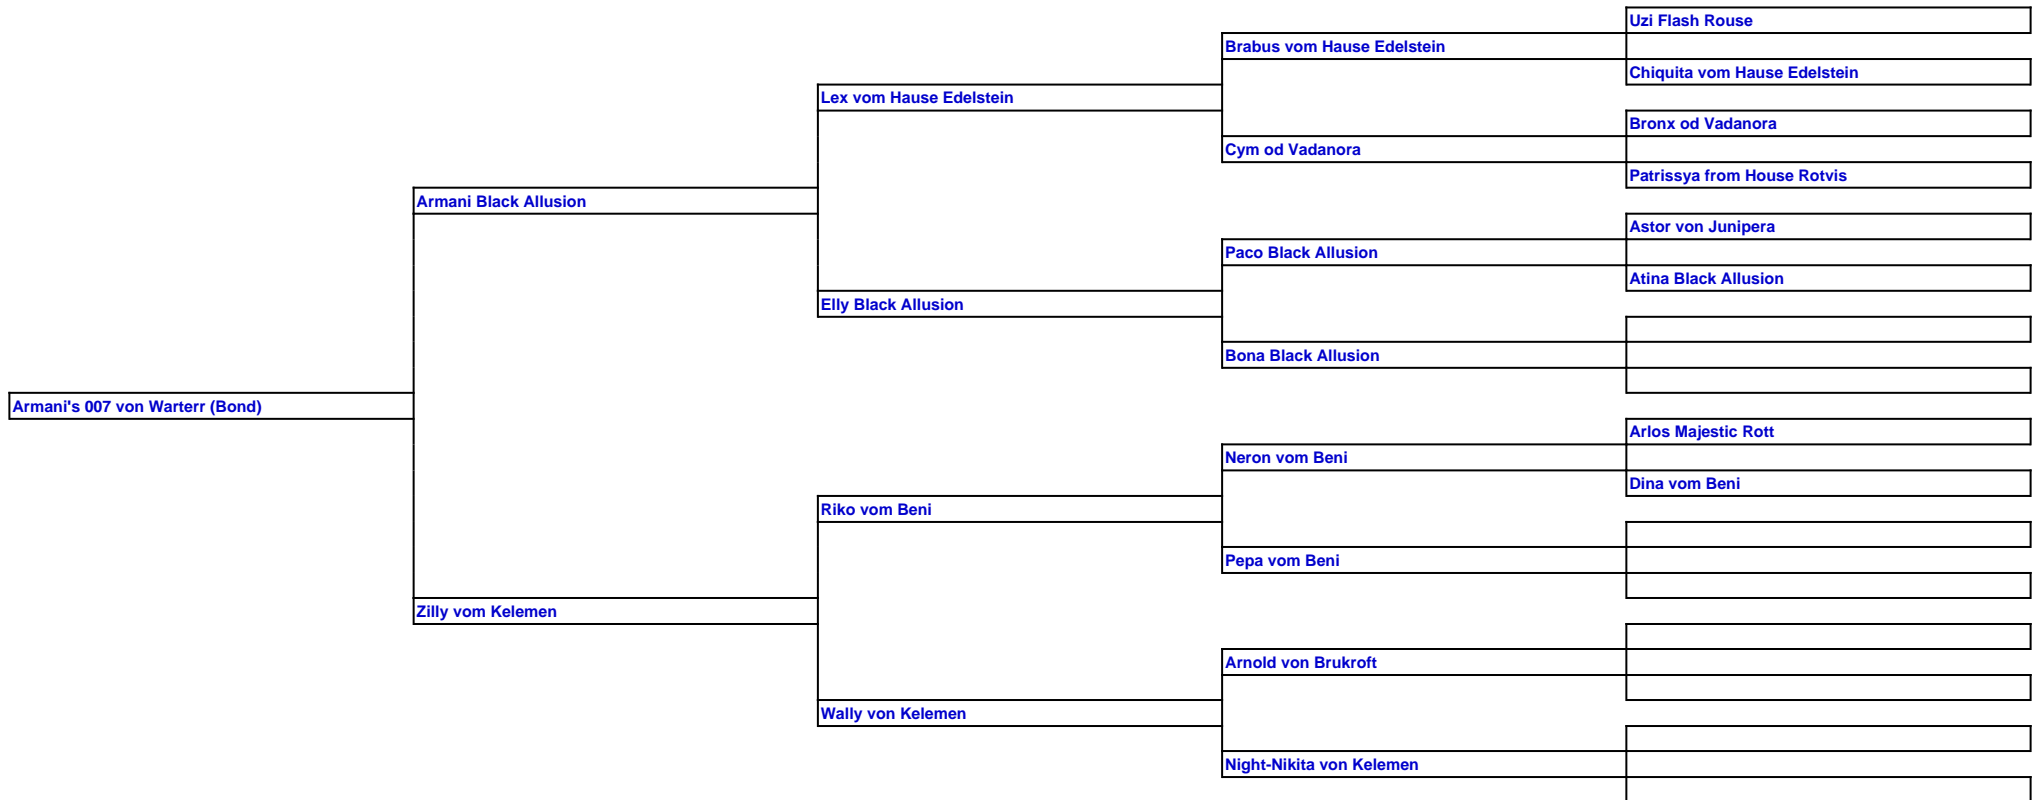 Uzi Flash Rouse
Brabus vom Hause Edelstein
Chiquita vom Hause Edelstein
Lex vom Hause Edelstein
Bronx od Vadanora
Cym od Vadanora
Patrissya from House Rotvis
Armani Black Allusion
Astor von Junipera
Paco Black Allusion
Atina Black Allusion
Elly Black Allusion
Bona Black Allusion
Armani's 007 von Warterr (Bond)
Arlos Majestic Rott
Neron vom Beni
Dina vom Beni
Riko vom Beni
Pepa vom Beni
Zilly vom Kelemen
Arnold von Brukroft
Wally von Kelemen
Night-Nikita von Kelemen